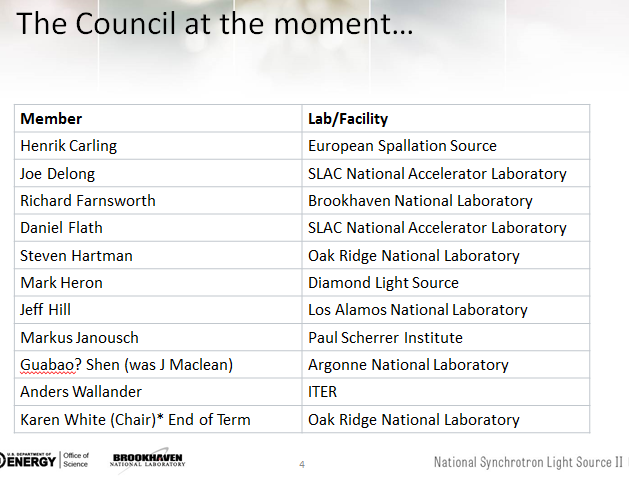 The Council at the moment…
Member Lab/Facility
Henrik Carling European Spallation Source
Joe Delong SLAC National Accelerator Laboratory
Richard Farnsworth Brookhaven National Laboratory
Daniel Flath SLAC National Accelerator Laboratory
Steven Hartman Oak Ridge National Laboratory
Mark Heron Diamond Light Source
Jeff Hill Los Alamos National Laboratory
Markus Janousch Paul Scherrer Institute
Guabao? Shen (was J Maclean) Argonne National Laboratory
Anders Wallander ITER
Karen White (Chair)* End of Term Oak Ridge National Laboratory
U.S. DEPARTMENT OF
ENERGY
Office of
Science
BROOKHAVEN
NATIONAL LABORATORY
4
National Synchrotron Light Source II